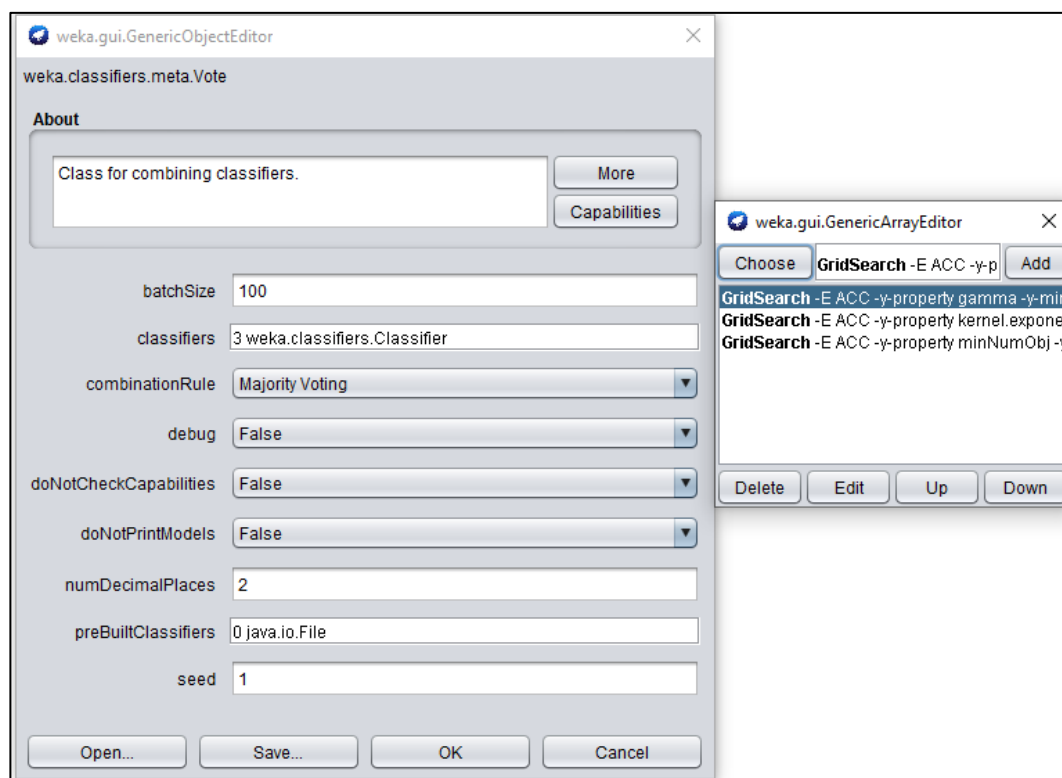 weka.gui.GenericObjectEditor
weka.classifiers.meta.Vote
About
Class for combining classifiers.
More
Capabilities
batchSize 100
classifiers 3 weka.classifiers.Classifier
combinationRule Majority Voting
debug False
doNotCheckCapabilities False
doNotPrintModels False
numDecimalPlaces 2
preBuiltClassifiers 0 java.io.File
seed 1
Open... Save... OK Cancel
weka.gui.GenericArrayEditor
Choose GridSearch -E ACC -y-p Add
GridSearch -E ACC -y-property gamma -y-min
GridSearch -E ACC -y-property kernel.expone
GridSearch -E ACC -y-property minNumObj -y
Delete Edit Up Down